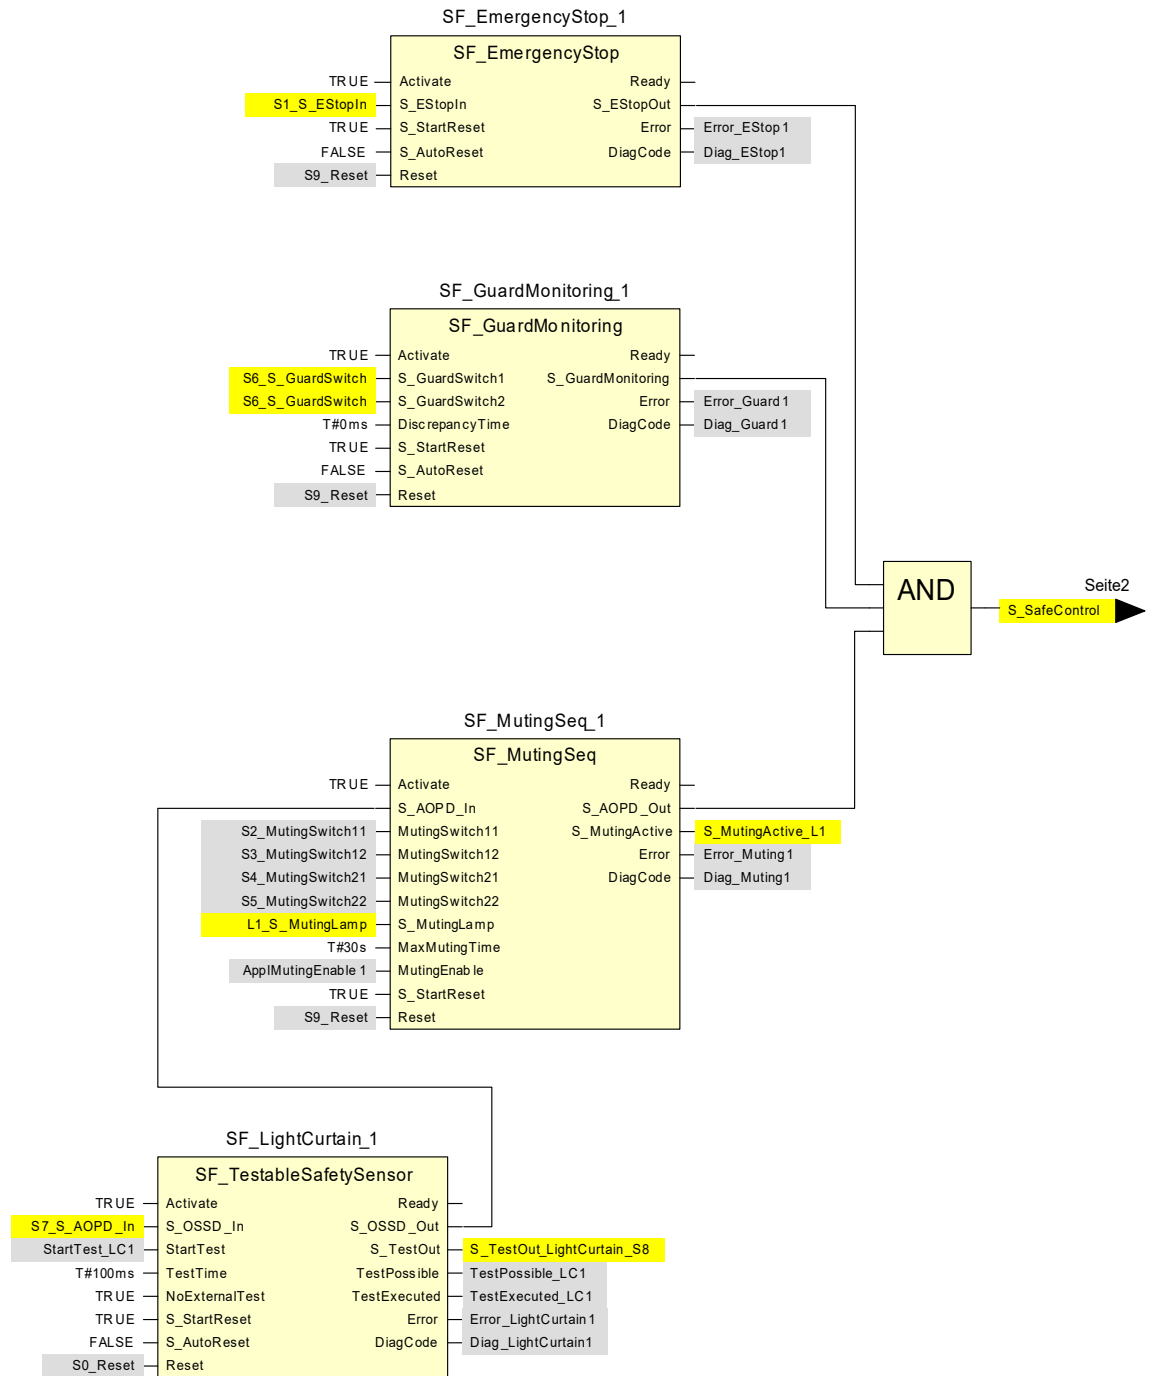 SF_EmergencyStop_1
SF_EmergencyStop
TRUE Activate Ready
S1_S_EStopIn S_EStopIn S_EStopOut
TRUE S_StartReset Error Error_EStop1
FALSE S_AutoReset DiagCode Diag_EStop1
S9_Reset Reset
SF_GuardMonitoring_1
SF_GuardMonitoring
TRUE Activate Ready
S6_S_GuardSwitch S_GuardSwitch1 S_GuardMonitoring
S6_S_GuardSwitch S_GuardSwitch2 Error Error_Guard1
T#0ms DiscrepancyTime DiagCode Diag_Guard1
TRUE S_StartReset
FALSE S_AutoReset
S9_Reset Reset
AND
Seite2
S_SafeControl
SF_MutingSeq_1
SF_MutingSeq
TRUE Activate Ready
S_AOPD_In S_AOPD_Out
S2_MutingSwitch11 MutingSwitch11 S_MutingActive S_MutingActive_L1
S3_MutingSwitch12 MutingSwitch12 Error Error_Muting1
S4_MutingSwitch21 MutingSwitch21 DiagCode Diag_Muting1
S5_MutingSwitch22 MutingSwitch22
L1_S_MutingLamp S_MutingLamp
T#30s MaxMutingTime
ApplMutingEnable1 MutingEnable
TRUE S_StartReset
S9_Reset Reset
SF_LightCurtain_1
SF_TestableSafetySensor
TRUE Activate Ready
S7_S_AOPD_In S_OSSD_In S_OSSD_Out
StartTest_LC1 StartTest S_TestOut S_TestOut_LightCurtain_S8
T#100ms TestTime TestPossible TestPossible_LC1
TRUE NoExternalTest TestExecuted TestExecuted_LC1
TRUE S_StartReset Error Error_LightCurtain1
FALSE S_AutoReset DiagCode Diag_LightCurtain1
S0_Reset Reset